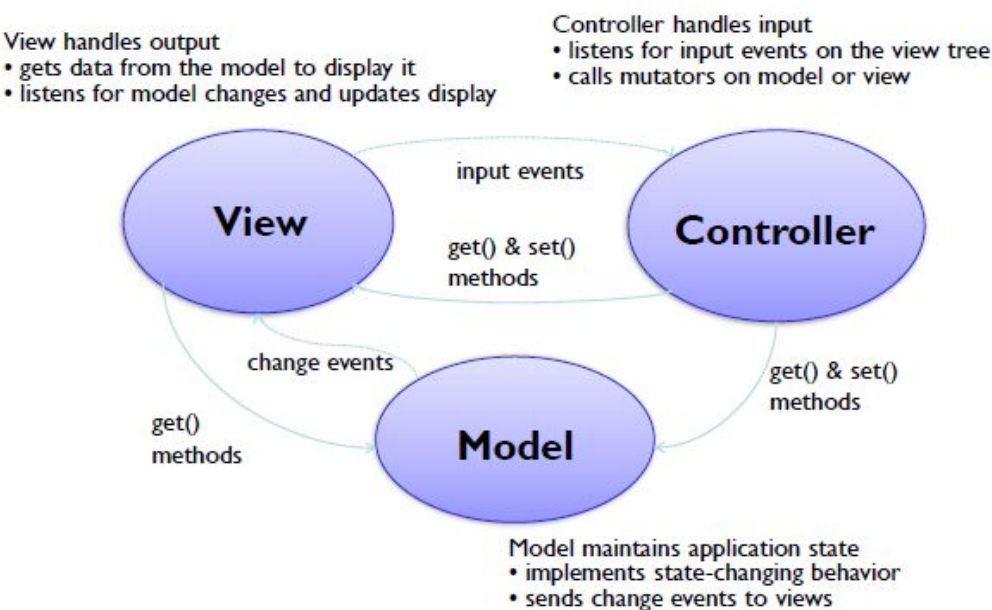 View handles output
• gets data from the model to display it
• listens for model changes and updates display
Controller handles input
• listens for input events on the view tree
• calls mutators on model or view
input events
View
Controller
get() & set()
methods
change events
get() & set()
methods
get()
methods
Model
Model maintains application state
• implements state-changing behavior
• sends change events to views